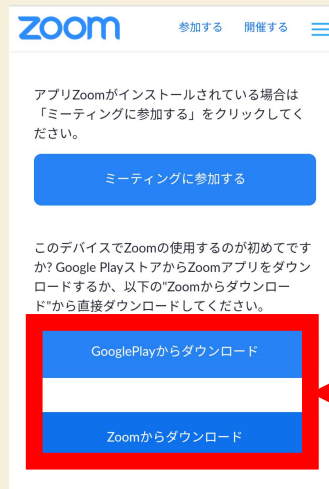 zoom 参加する 開催する
アプリZoomがインストールされている場合は
「ミーティングに参加する」をクリックしてく
ださい。
ミーティングに参加する
このデバイスでZoomの使用するのが初めてです
か? Google PlayストアからZoomアプリをダウン
ロードするか、以下の"Zoomからダウンロー
ド"から直接ダウンロードしてください。
GooglePlayからダウンロード
Zoomからダウンロード